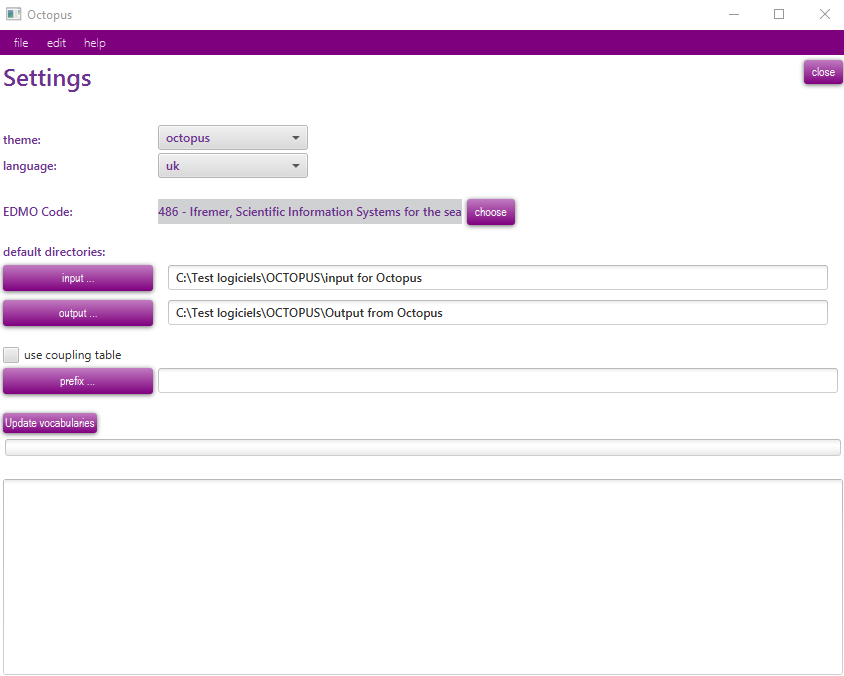 Octopus
file edit help
Settings
close
theme: octopus
language: uk
EDMO Code: 486 - Ifremer, Scientific Information Systems for the sea choose
default directories:
input ... C:\Test logiciels\OCTOPUS\input for Octopus
output ... C:\Test logiciels\OCTOPUS\Output from Octopus
use coupling table
prefix ...
Update vocabularies